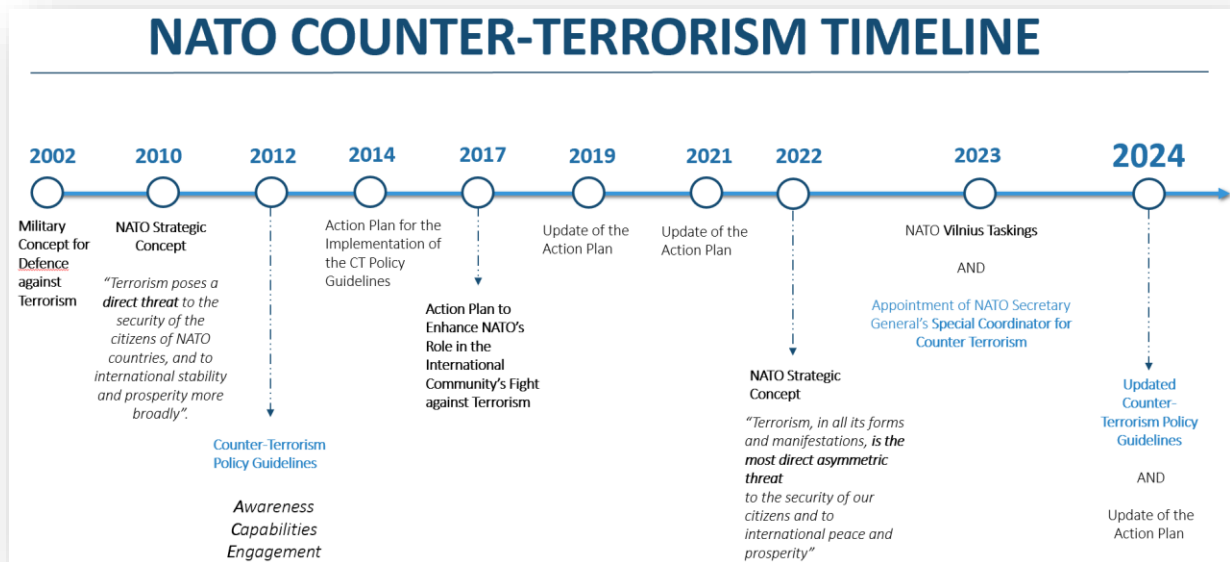 NATO COUNTER-TERRORISM TIMELINE
2002
Military
Concept for
Defence
against
Terrorism
2010
NATO Strategic
Concept
“Terrorism poses a
direct threat to the
security of the
citizens of NATO
countries, and to
international stability
and prosperity more
broadly”.
2012
Counter-Terrorism
Policy Guidelines
Awareness
Capabilities
Engagement
2014
Action Plan for the
Implementation of
the CT Policy
Guidelines
2017
Action Plan to
Enhance NATO’s
Role in the
International
Community’s Fight
against Terrorism
2019
Update of the
Action Plan
2021
Update of the
Action Plan
2022
NATO Strategic
Concept
“Terrorism, in all its forms
and manifestations, is the
most direct asymmetric
threat
to the security of our
citizens and to
international peace and
prosperity”
2023
NATO Vilnius Taskings
AND
Appointment of NATO Secretary
General’s Special Coordinator for
Counter Terrorism
2024
Updated
Counter-
Terrorism Policy
Guidelines
AND
Update of the
Action Plan